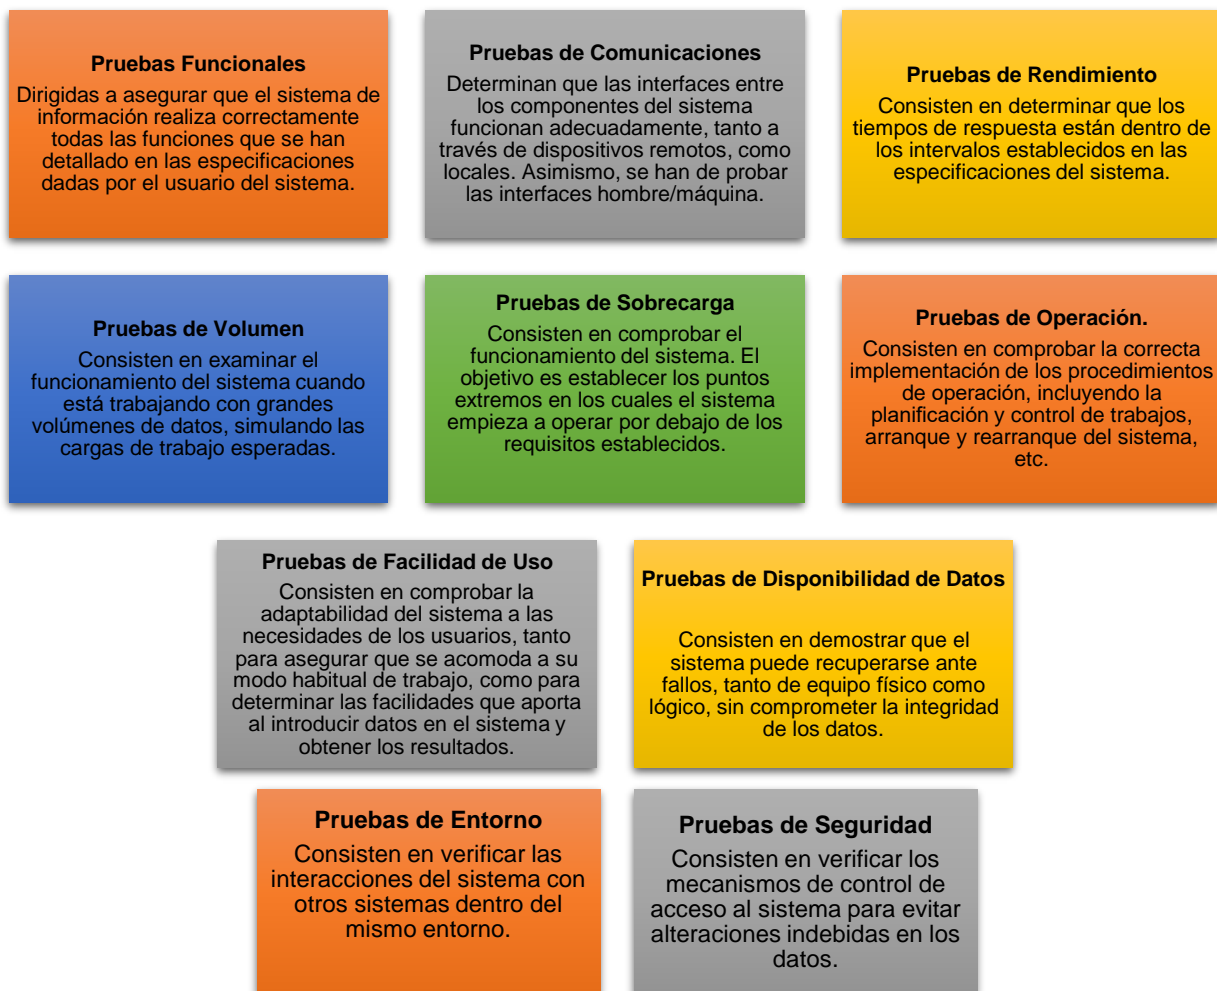 Pruebas Funcionales
Dirigidas a asegurar que el sistema de
información realiza correctamente
todas las funciones que se han
detallado en las especificaciones
dadas por el usuario del sistema.
Pruebas de Comunicaciones
Determinan que las interfaces entre
los componentes del sistema
funcionan adecuadamente, tanto a
través de dispositivos remotos, como
locales. Asimismo, se han de probar
las interfaces hombre/máquina.
Pruebas de Rendimiento
Consisten en determinar que los
tiempos de respuesta están dentro de
los intervalos establecidos en las
especificaciones del sistema.
Pruebas de Volumen
Consisten en examinar el
funcionamiento del sistema cuando
está trabajando con grandes
volúmenes de datos, simulando las
cargas de trabajo esperadas.
Pruebas de Sobrecarga
Consisten en comprobar el
funcionamiento del sistema. El
objetivo es establecer los puntos
extremos en los cuales el sistema
empieza a operar por debajo de los
requisitos establecidos.
Pruebas de Operación.
Consisten en comprobar la correcta
implementación de los procedimientos
de operación, incluyendo la
planificación y control de trabajos,
arranque y rearranque del sistema,
etc.
Pruebas de Facilidad de Uso
Consisten en comprobar la
adaptabilidad del sistema a las
necesidades de los usuarios, tanto
para asegurar que se acomoda a su
modo habitual de trabajo, como para
determinar las facilidades que aporta
al introducir datos en el sistema y
obtener los resultados.
Pruebas de Disponibilidad de Datos
Consisten en demostrar que el
sistema puede recuperarse ante
fallos, tanto de equipo físico como
lógico, sin comprometer la integridad
de los datos.
Pruebas de Entorno
Consisten en verificar las
interacciones del sistema con
otros sistemas dentro del
mismo entorno.
Pruebas de Seguridad
Consisten en verificar los
mecanismos de control de
acceso al sistema para evitar
alteraciones indebidas en los
datos.